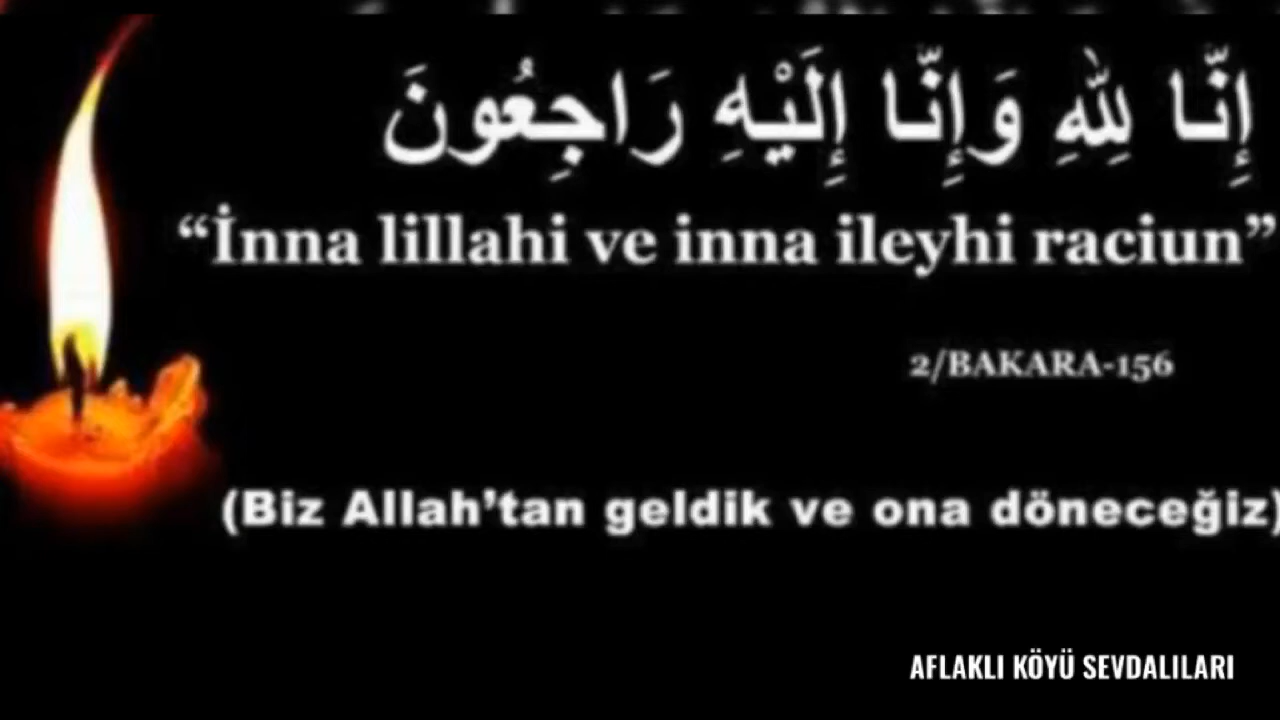 إِنَّا لِلّٰهِ وَإِنَّا إِلَيْهِ رَاجِعُونَ
“İnna lillahi ve inna ileyhi raciun”
2/BAKARA-156
(Biz Allah’tan geldik ve ona döneceğiz)
AFLAKLI KÖYÜ SEVDALILARI